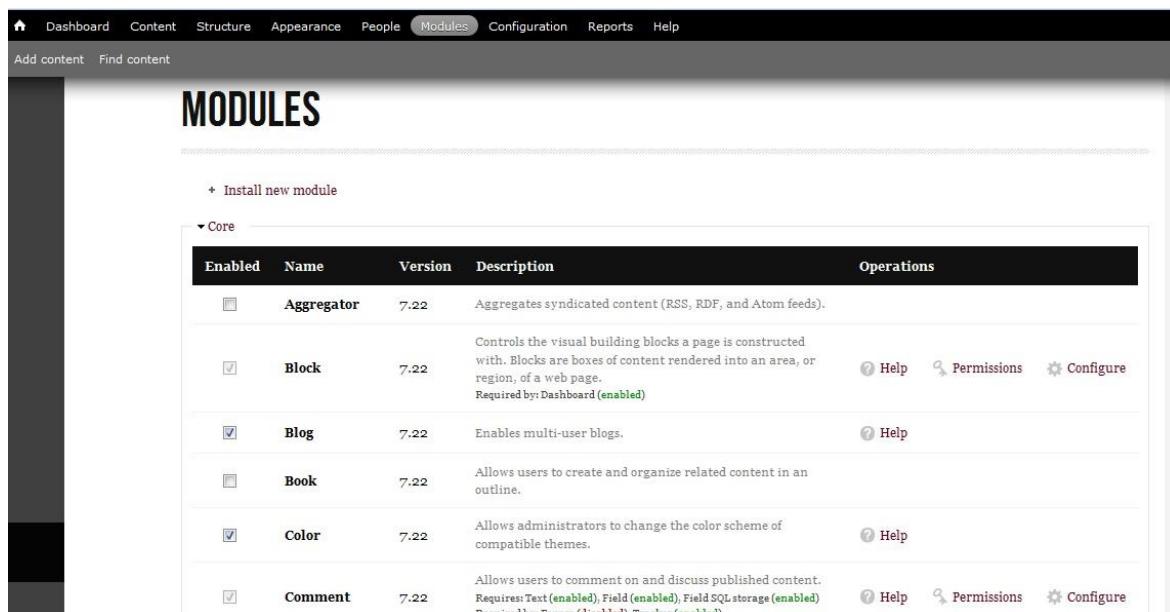 Dashboard Content Structure Appearance People Modules Configuration Reports Help
Add content Find content
MODULES
+ Install new module
Core
Enabled Name Version Description Operations
Aggregator 7.22 Aggregates syndicated content (RSS, RDF, and Atom feeds).
Controls the visual building blocks a page is constructed
with. Blocks are boxes of content rendered into an area, or
Block 7.22 Help Permissions Configure
region, of a web page.
Required by: Dashboard (enabled)
Blog 7.22 Enables multi-user blogs. Help
Allows users to create and organize related content in an
Book 7.22
outline.
Allows administrators to change the color scheme of
Color 7.22 Help
compatible themes.
Allows users to comment on and discuss published content.
Comment 7.22 Requires: Text (enabled), Field (enabled), Field SQL storage (enabled) Help Permissions Configure